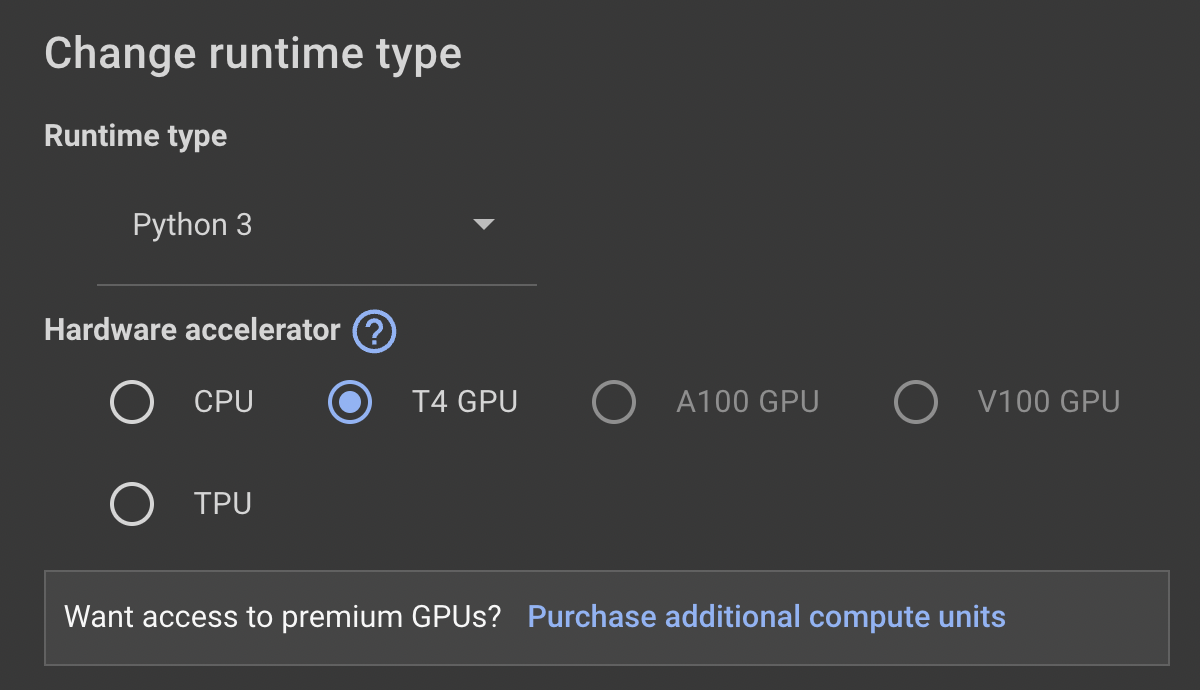 Change runtime type
Runtime type
Python 3
Hardware accelerator ?
CPU T4 GPU A100 GPU V100 GPU
TPU
Want access to premium GPUs? Purchase additional compute units